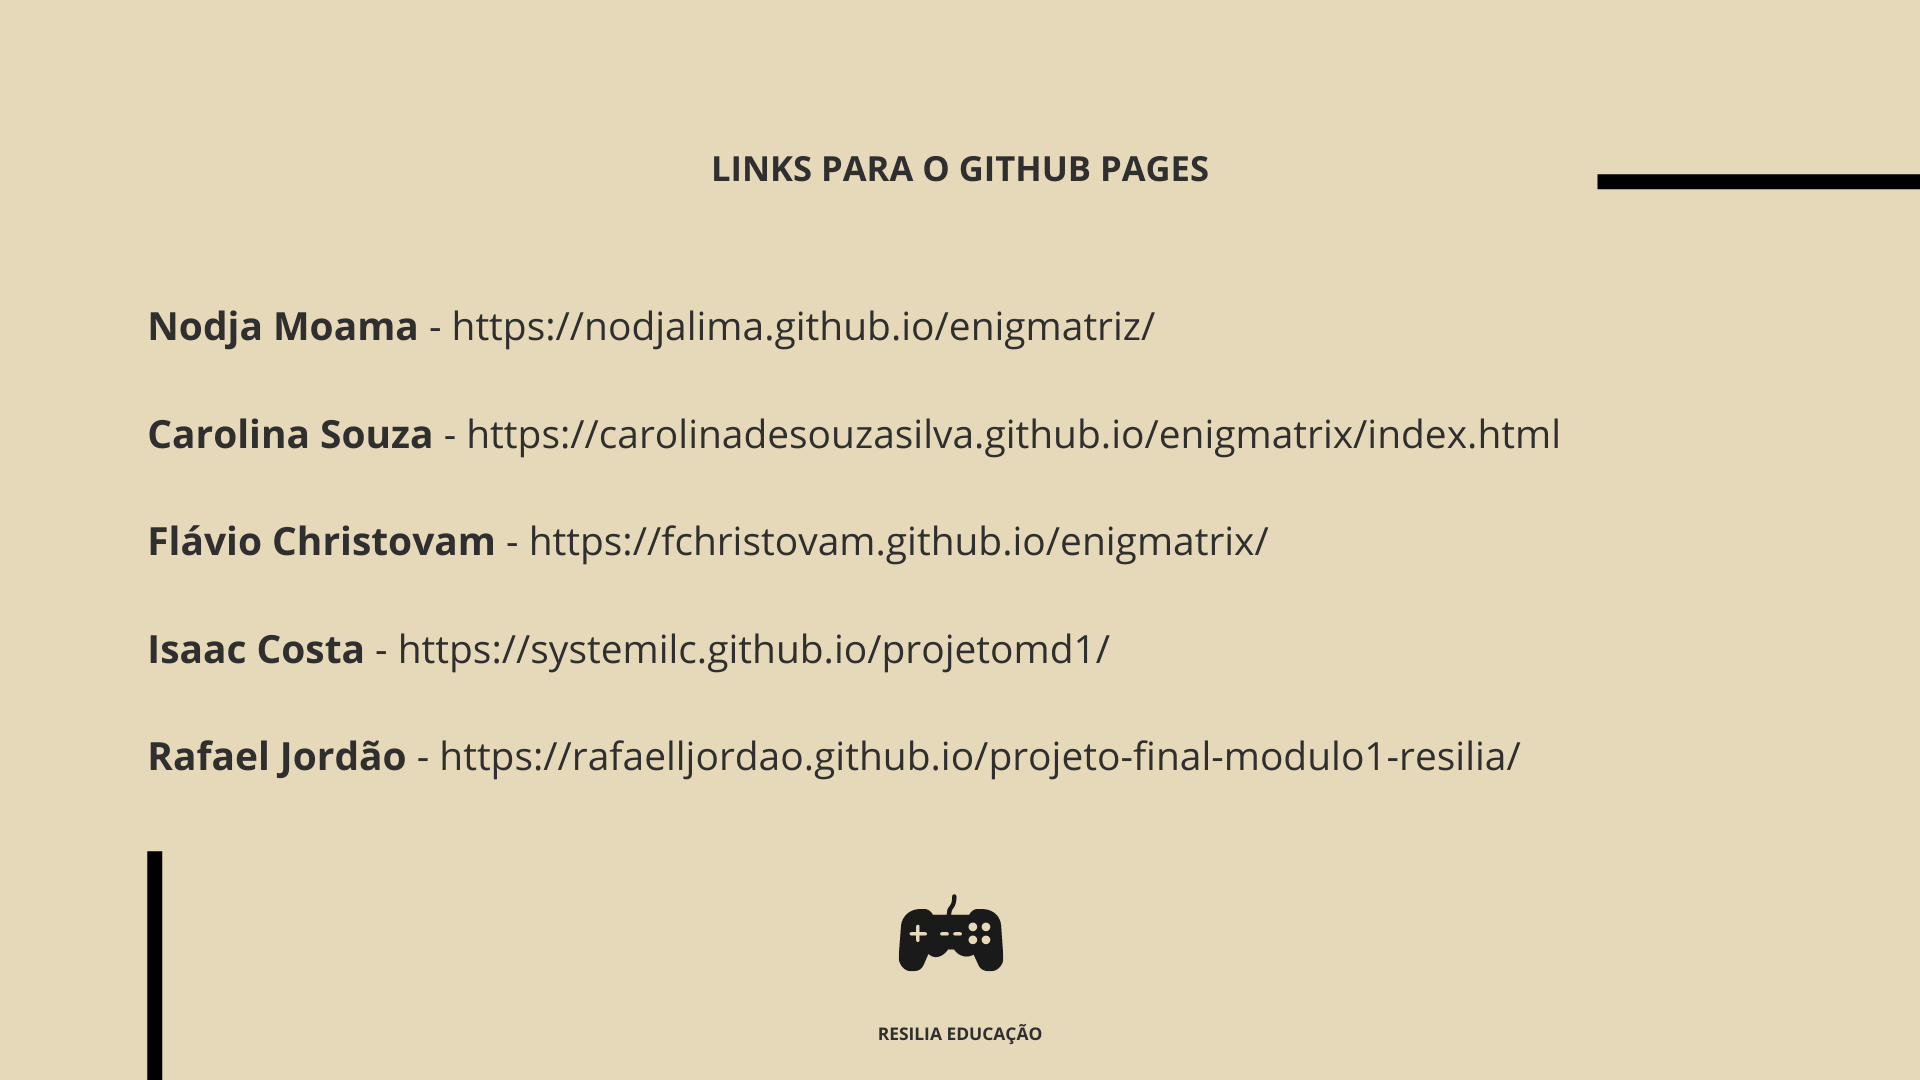 LINKS PARA O GITHUB PAGES
Nodja Moama - https://nodjalima.github.io/enigmatriz/
Carolina Souza - https://carolinadesouzasilva.github.io/enigmatrix/index.html
Flávio Christovam - https://fchristovam.github.io/enigmatrix/
Isaac Costa - https://systemilc.github.io/projetomd1/
Rafael Jordão - https://rafaelljordao.github.io/projeto-final-modulo1-resilia/
RESILIA EDUCAÇÃO